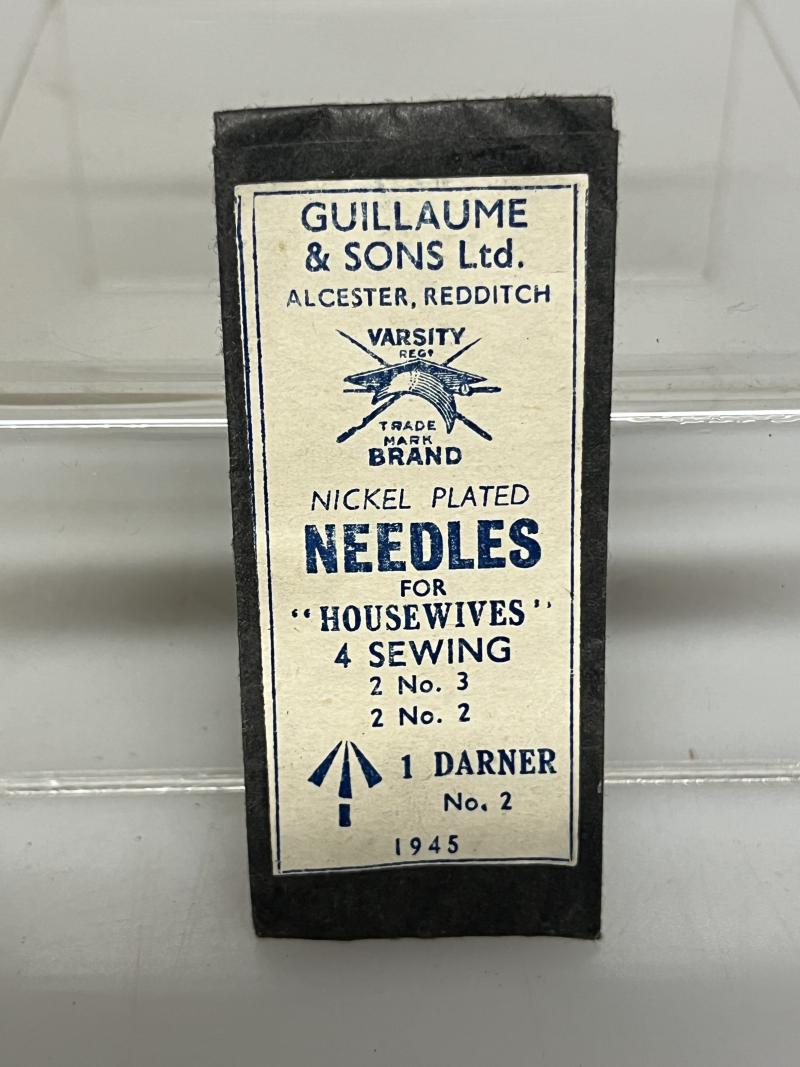 GUILLAUME
& SONS Ltd.
ALCESTER, REDDITCH
VARSITY
REGD
TRADE
MARK
BRAND
NICKEL PLATED
NEEDLES
FOR
"HOUSEWIVES"
4 SEWING
2 No. 3
2 No. 2
1 DARNER
No. 2
1945